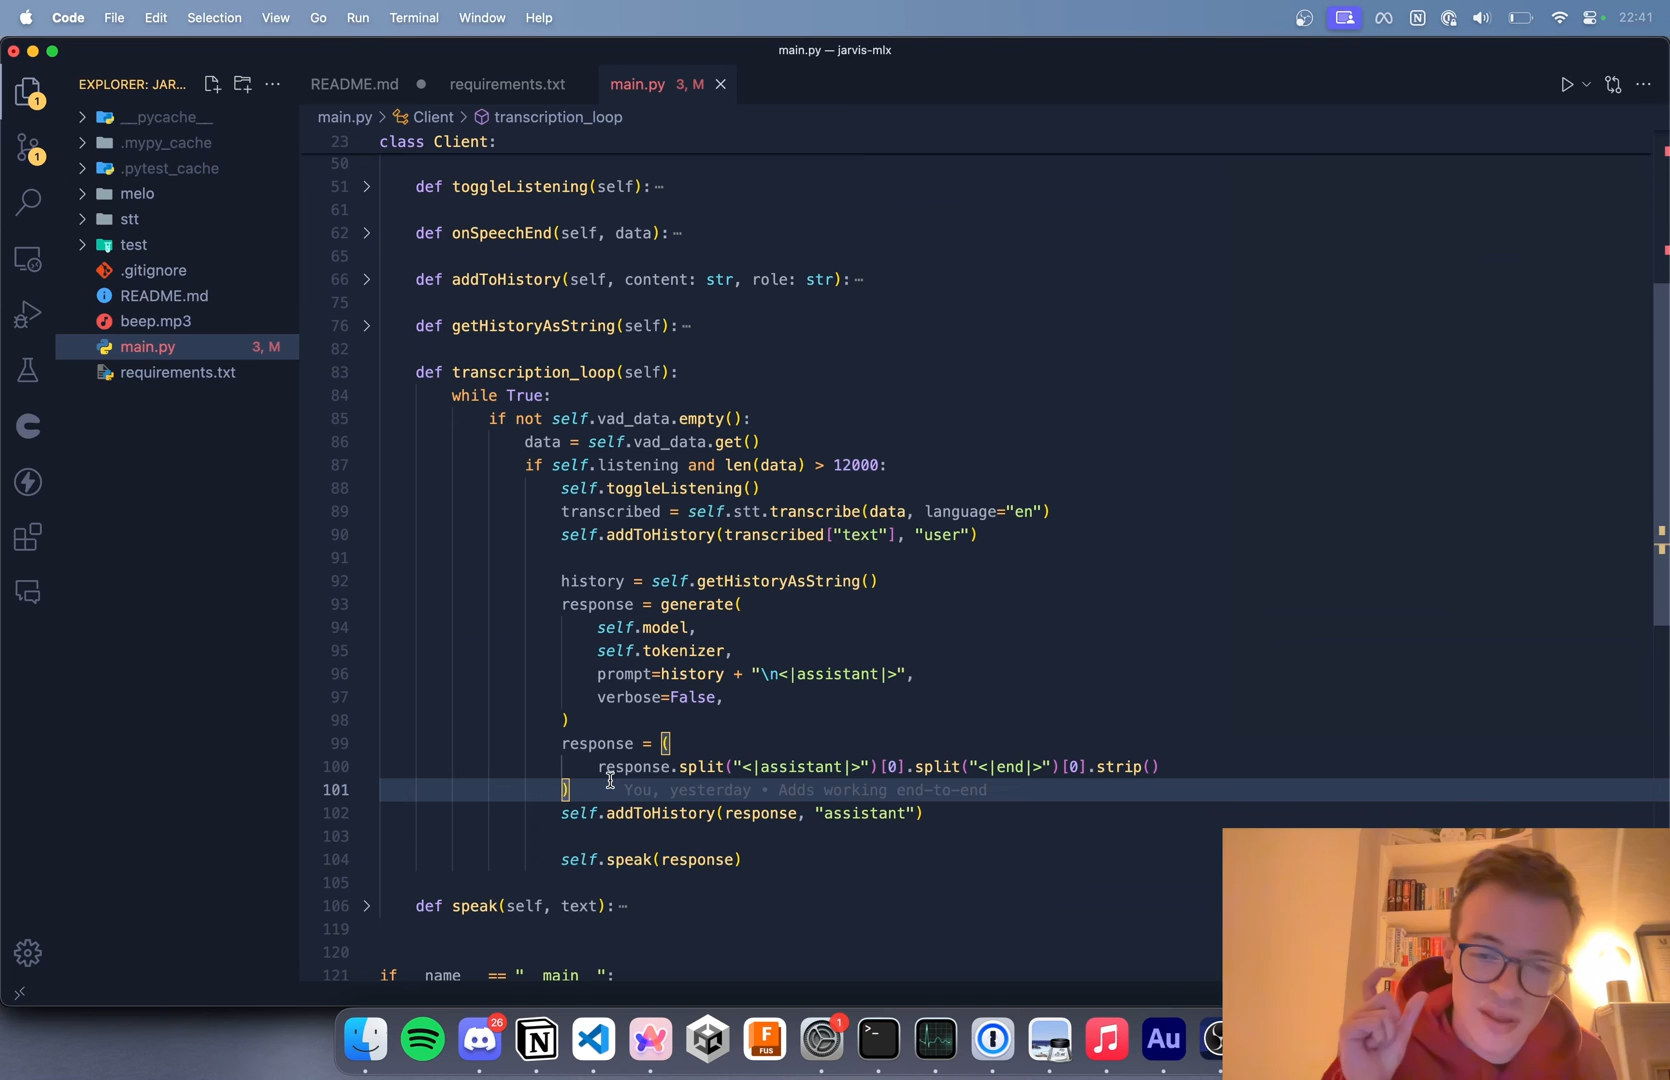 Code File Edit Selection View Go Run Terminal Window Help 22:41
main.py — jarvis-mlx
EXPLORER: JAR...
README.md requirements.txt main.py 3, M
main.py > Client > transcription_loop
1
1
__pycache__
.mypy_cache
.pytest_cache
melo
stt
test
.gitignore
README.md
beep.mp3
main.py 3, M
requirements.txt
23 class Client:
50
51 def toggleListening(self):⋯
61
62 def onSpeechEnd(self, data):⋯
65
66 def addToHistory(self, content: str, role: str):⋯
75
76 def getHistoryAsString(self):⋯
82
83 def transcription_loop(self):
84 while True:
85 if not self.vad_data.empty():
86 data = self.vad_data.get()
87 if self.listening and len(data) > 12000:
88 self.toggleListening()
89 transcribed = self.stt.transcribe(data, language="en")
90 self.addToHistory(transcribed["text"], "user")
91
92 history = self.getHistoryAsString()
93 response = generate(
94 self.model,
95 self.tokenizer,
96 prompt=history + "\n<|assistant|>",
97 verbose=False,
98 )
99 response = (
100 response.split("<|assistant|>")[0].split("<|end|>")[0].strip()
101 ) You, yesterday • Adds working end-to-end
102 self.addToHistory(response, "assistant")
103
104 self.speak(response)
105
106 def speak(self, text):⋯
119
120
121 if __name__ == "__main__":
26
1
FUS
Au